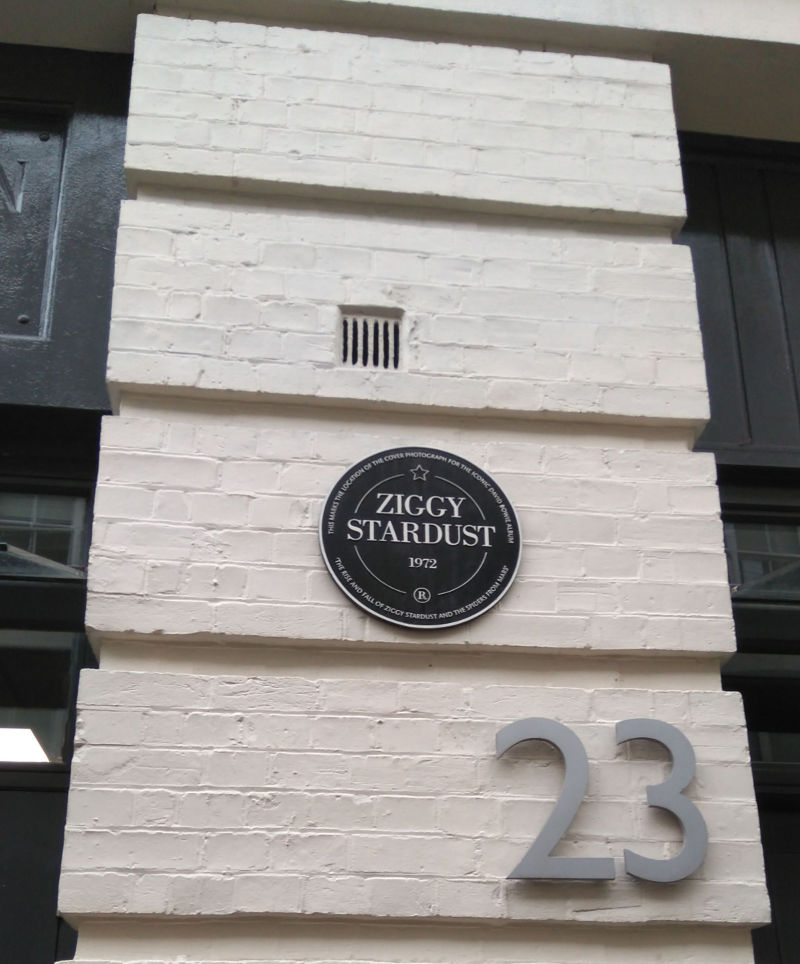 N
THIS MARKS THE LOCATION OF THE COVER PHOTOGRAPH FOR THE ICONIC DAVID BOWIE ALBUM
ZIGGY
STARDUST
1972
R
'THE RISE AND FALL OF ZIGGY STARDUST AND THE SPIDERS FROM MARS'
23